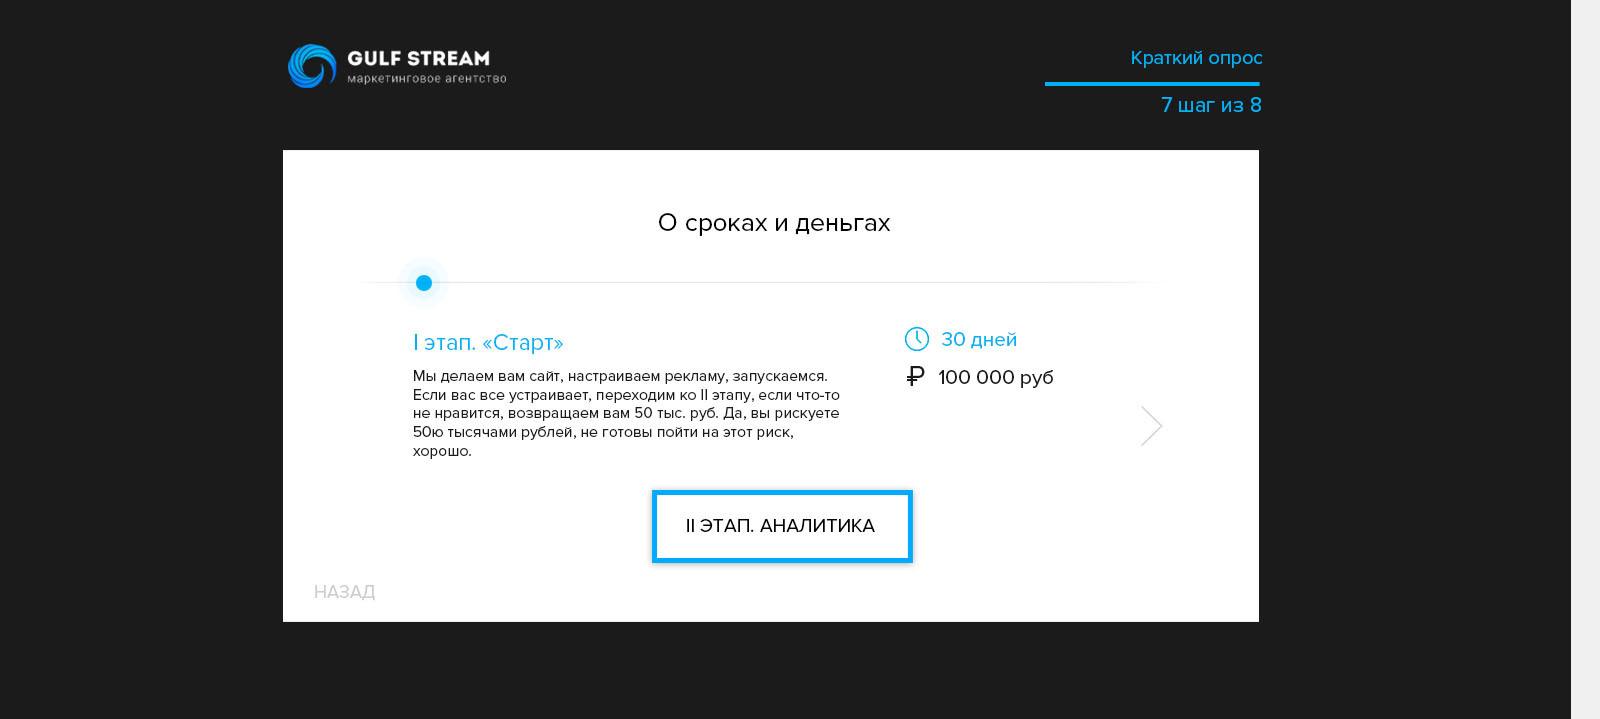 GULF STREAM
маркетинговое агентство
Краткий опрос
7 шаг из 8
О сроках и деньгах
I этап. «Старт»
Мы делаем вам сайт, настраиваем рекламу, запускаемся.
Если вас все устраивает, переходим ко II этапу, если что-то
не нравится, возвращаем вам 50 тыс. руб. Да, вы рискуете
50ю тысячами рублей, не готовы пойти на этот риск,
хорошо.
30 дней
₽ 100 000 руб
II ЭТАП. АНАЛИТИКА
НАЗАД